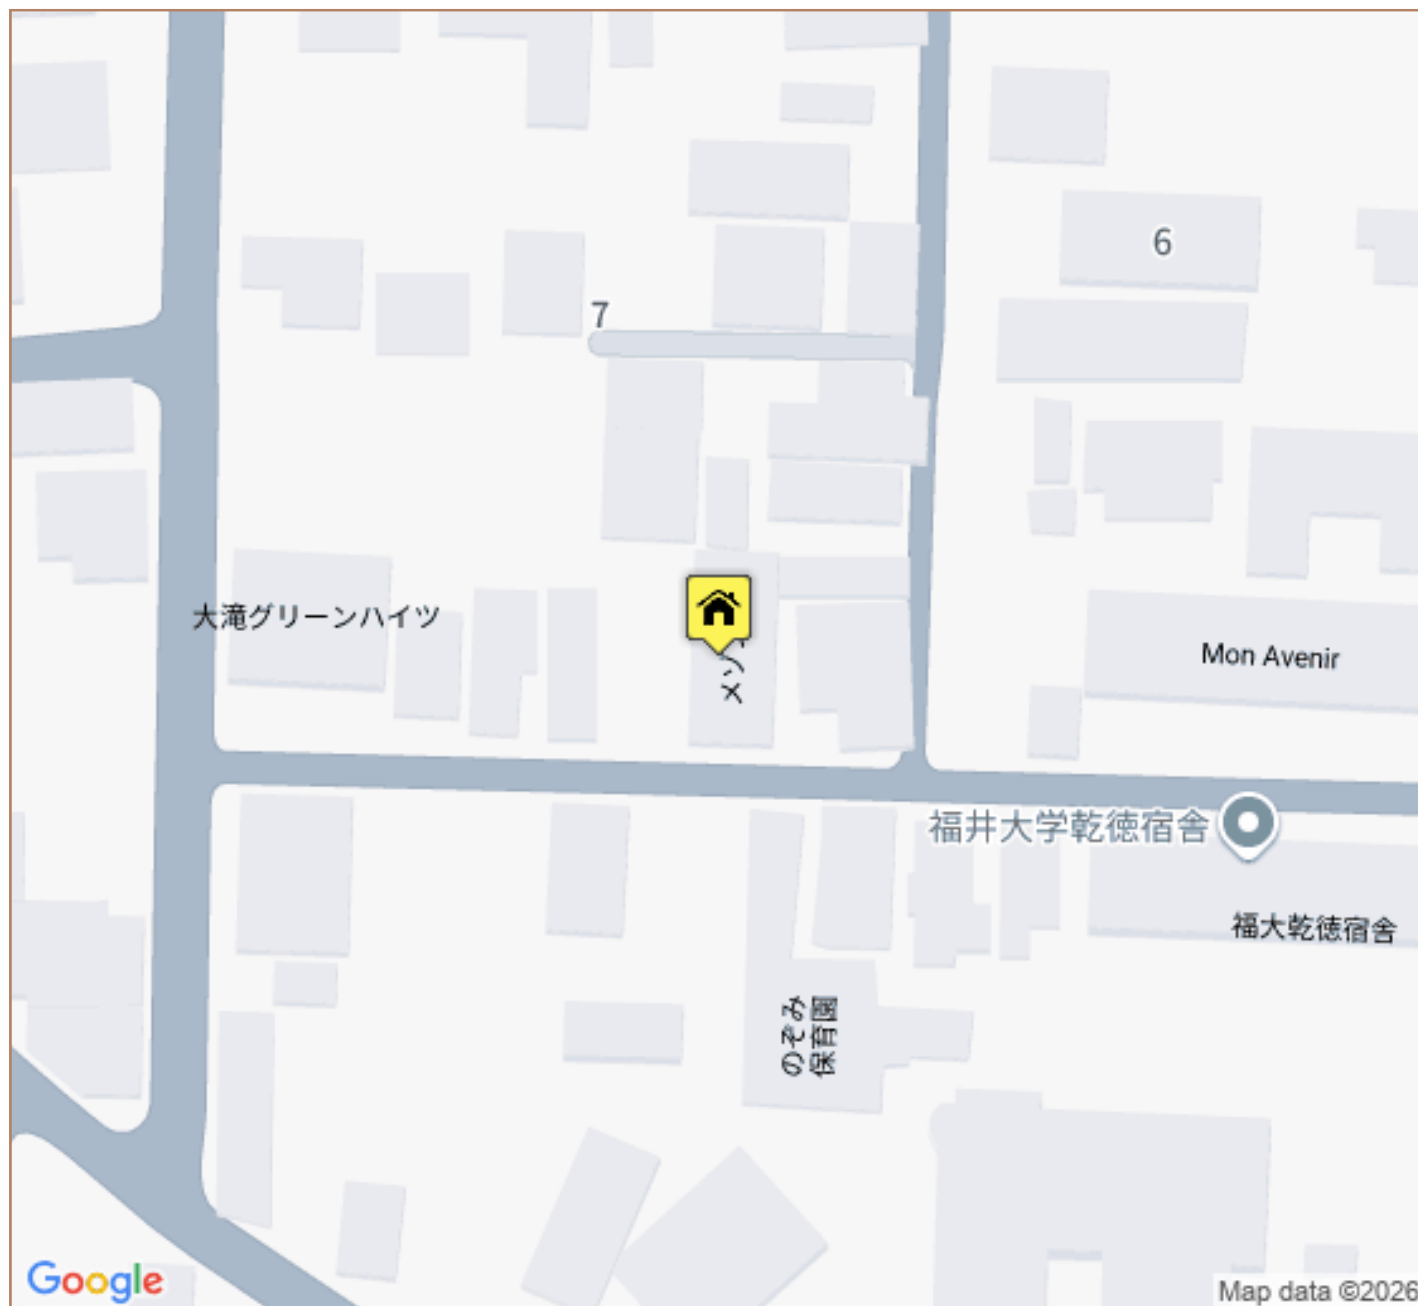 6
7
大滝グリーンハイツ
Mon Avenir
福井大学乾徳宿舎
福大乾徳宿舎
のぞみ
保育園
Google
Map data ©2026